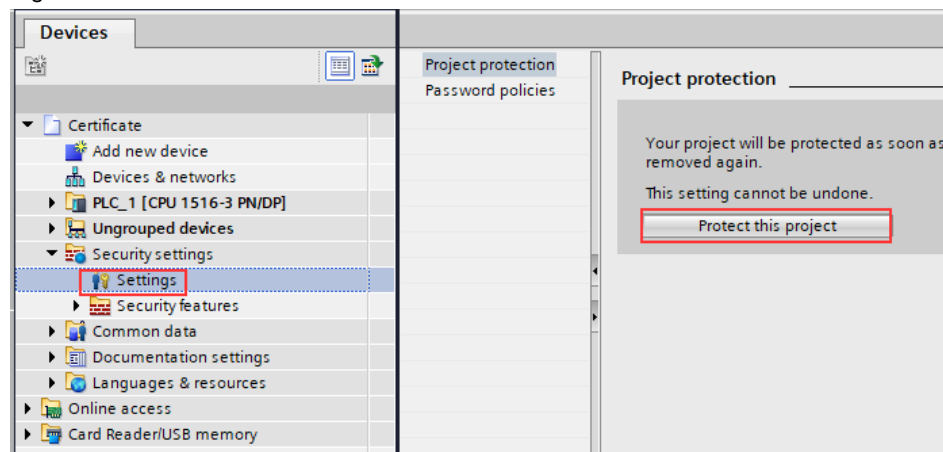 Devices
Certificate
Add new device
Devices & networks
PLC_1 [CPU 1516-3 PN/DP]
Ungrouped devices
Security settings
Settings
Security features
Common data
Documentation settings
Languages & resources
Online access
Card Reader/USB memory
Project protection
Password policies
Project protection
Your project will be protected as soon as
removed again.
This setting cannot be undone.
Protect this project